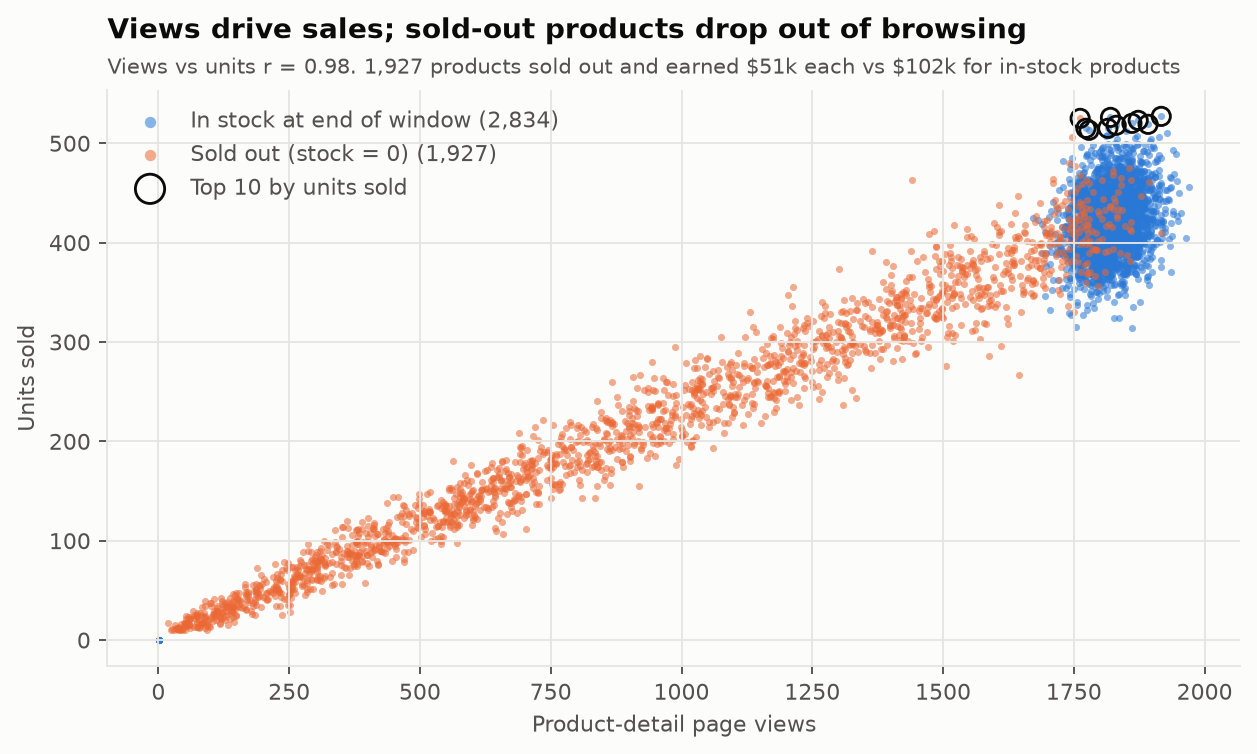 Views drive sales; sold-out products drop out of browsing
Views vs units r = 0.98. 1,927 products sold out and earned $51k each vs $102k for in-stock products
In stock at end of window (2,834)
Sold out (stock = 0) (1,927)
Top 10 by units sold
Units sold
500
400
300
200
100
0
0 250 500 750 1000 1250 1500 1750 2000
Product-detail page views